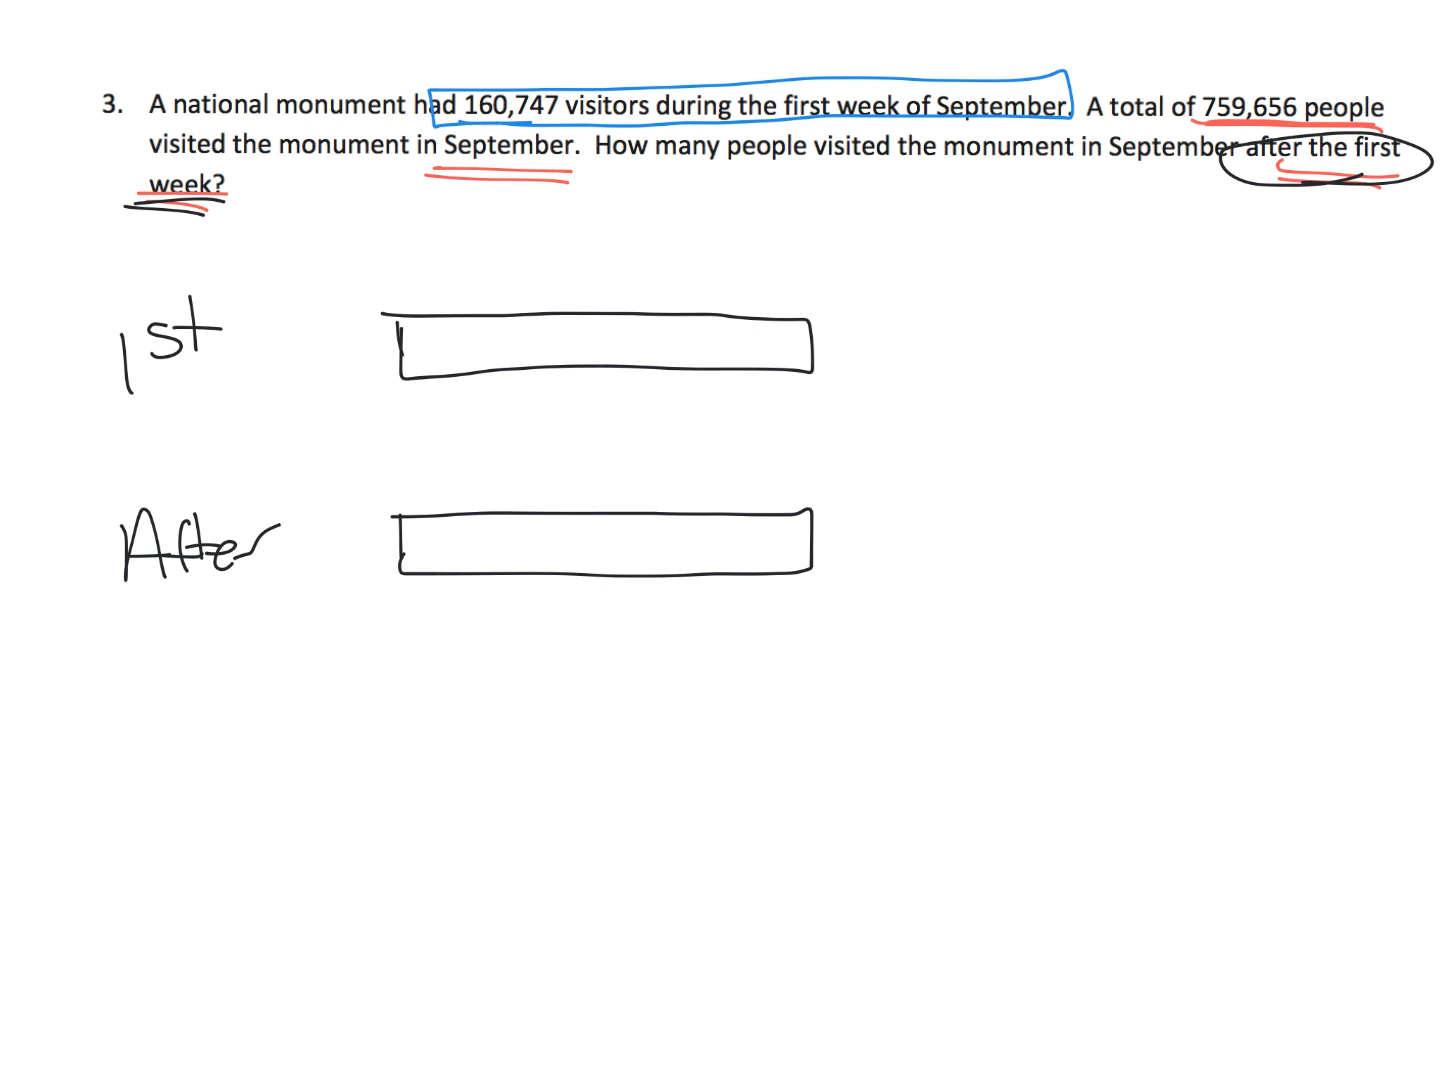 3. A national monument had 160,747 visitors during the first week of September. A total of 759,656 people
visited the monument in September. How many people visited the monument in September after the first
week?
1st
After